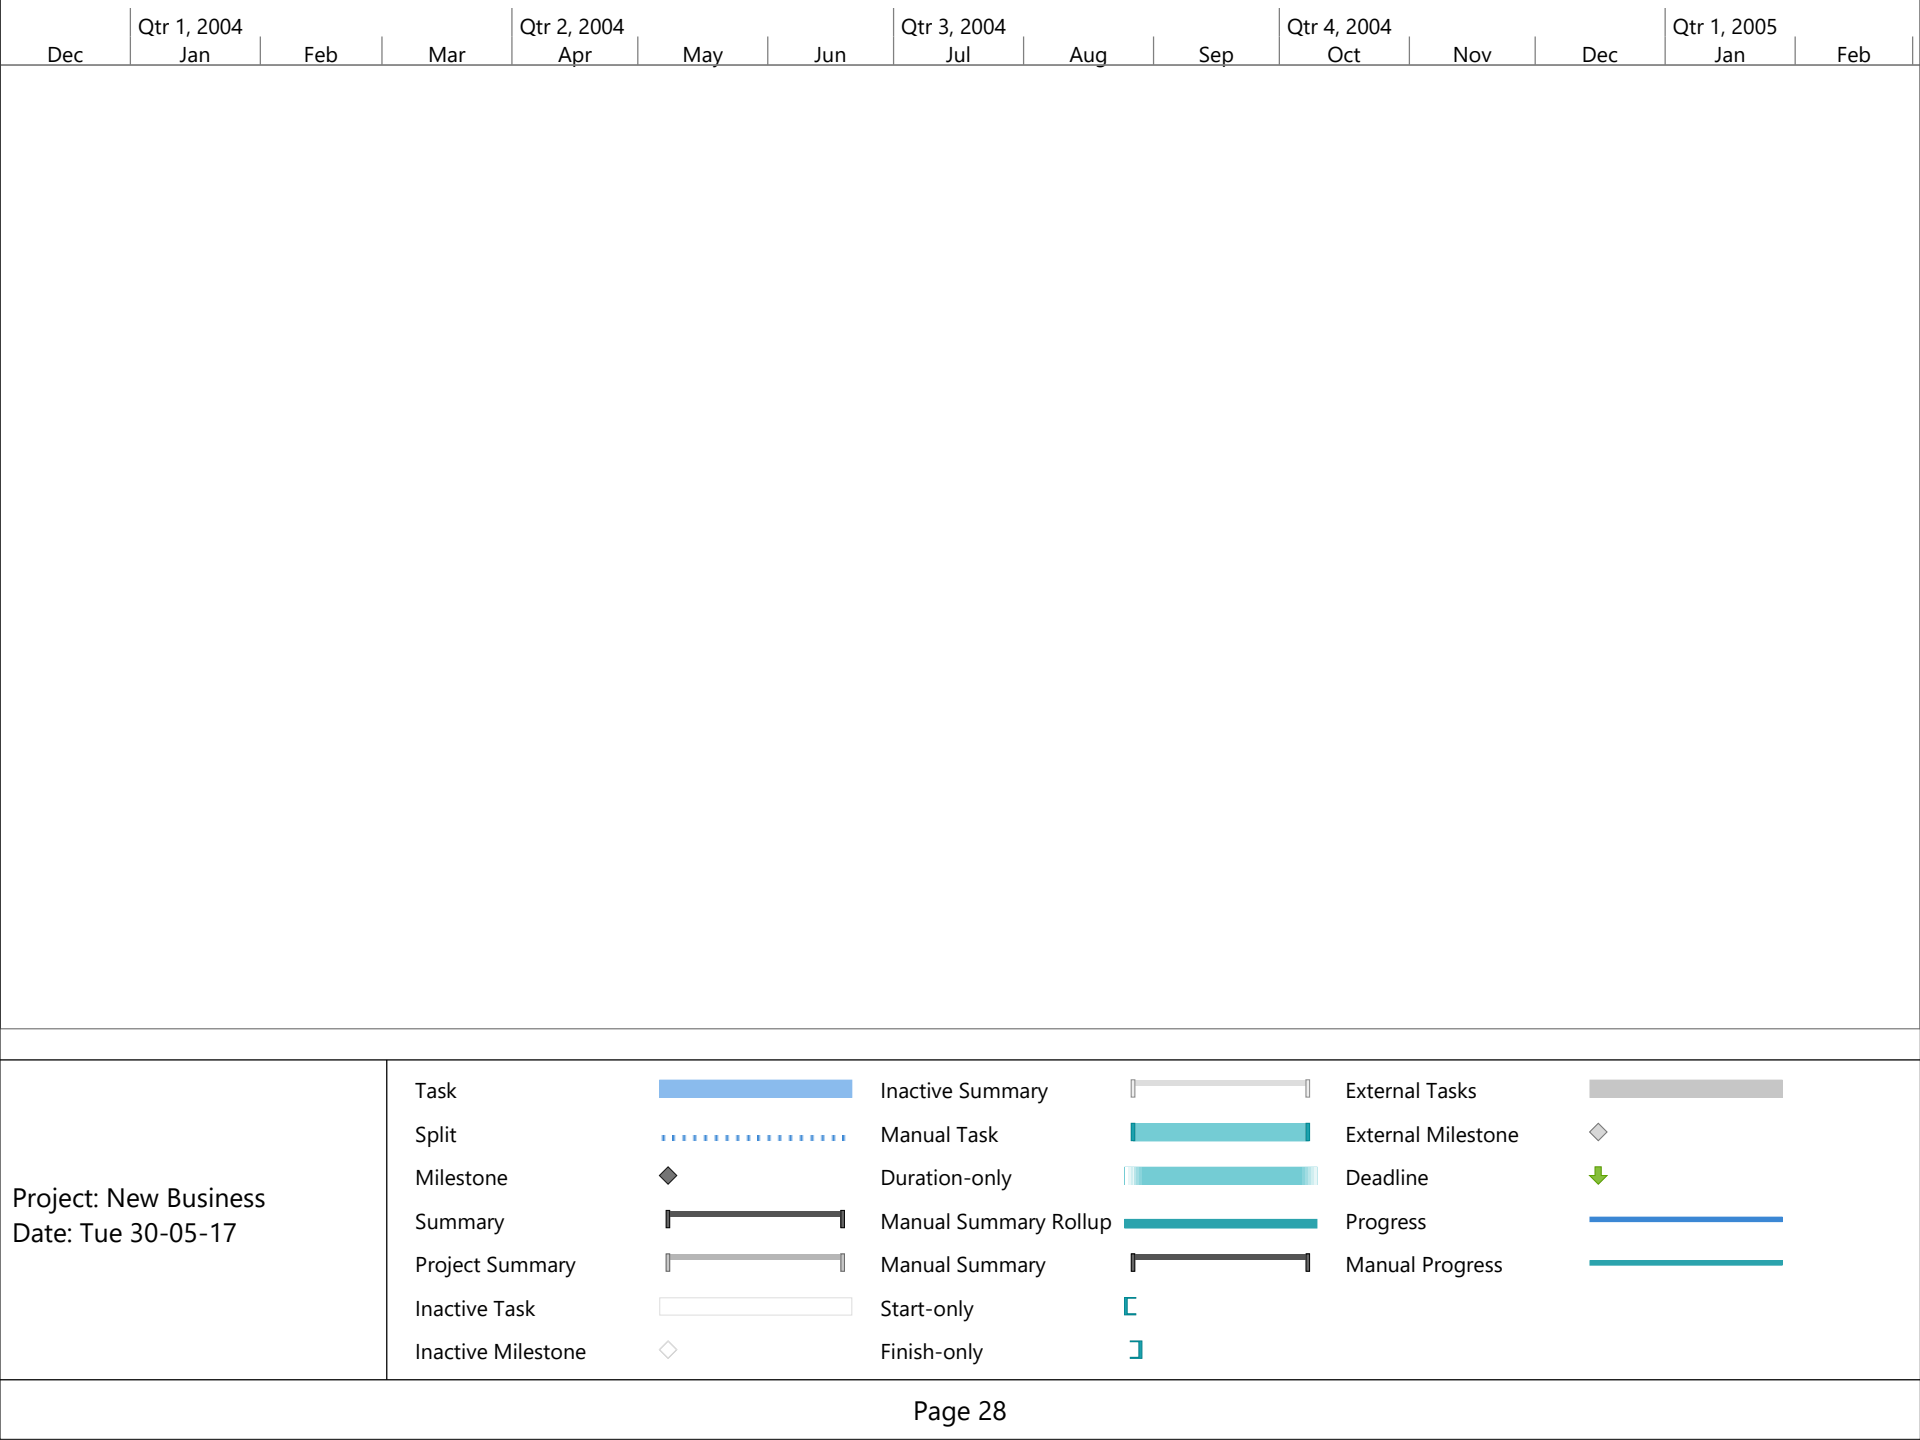 Qtr 1, 2004 Qtr 2, 2004 Qtr 3, 2004 Qtr 4, 2004 Qtr 1, 2005
Dec Jan Feb Mar Apr May Jun Jul Aug Sep Oct Nov Dec Jan Feb
Project: New Business
Date: Tue 30-05-17
Task
Split
Milestone
Summary
Project Summary
Inactive Task
Inactive Milestone
Inactive Summary
Manual Task
Duration-only
Manual Summary Rollup
Manual Summary
Start-only
Finish-only
External Tasks
External Milestone
Deadline
Progress
Manual Progress
Page 28